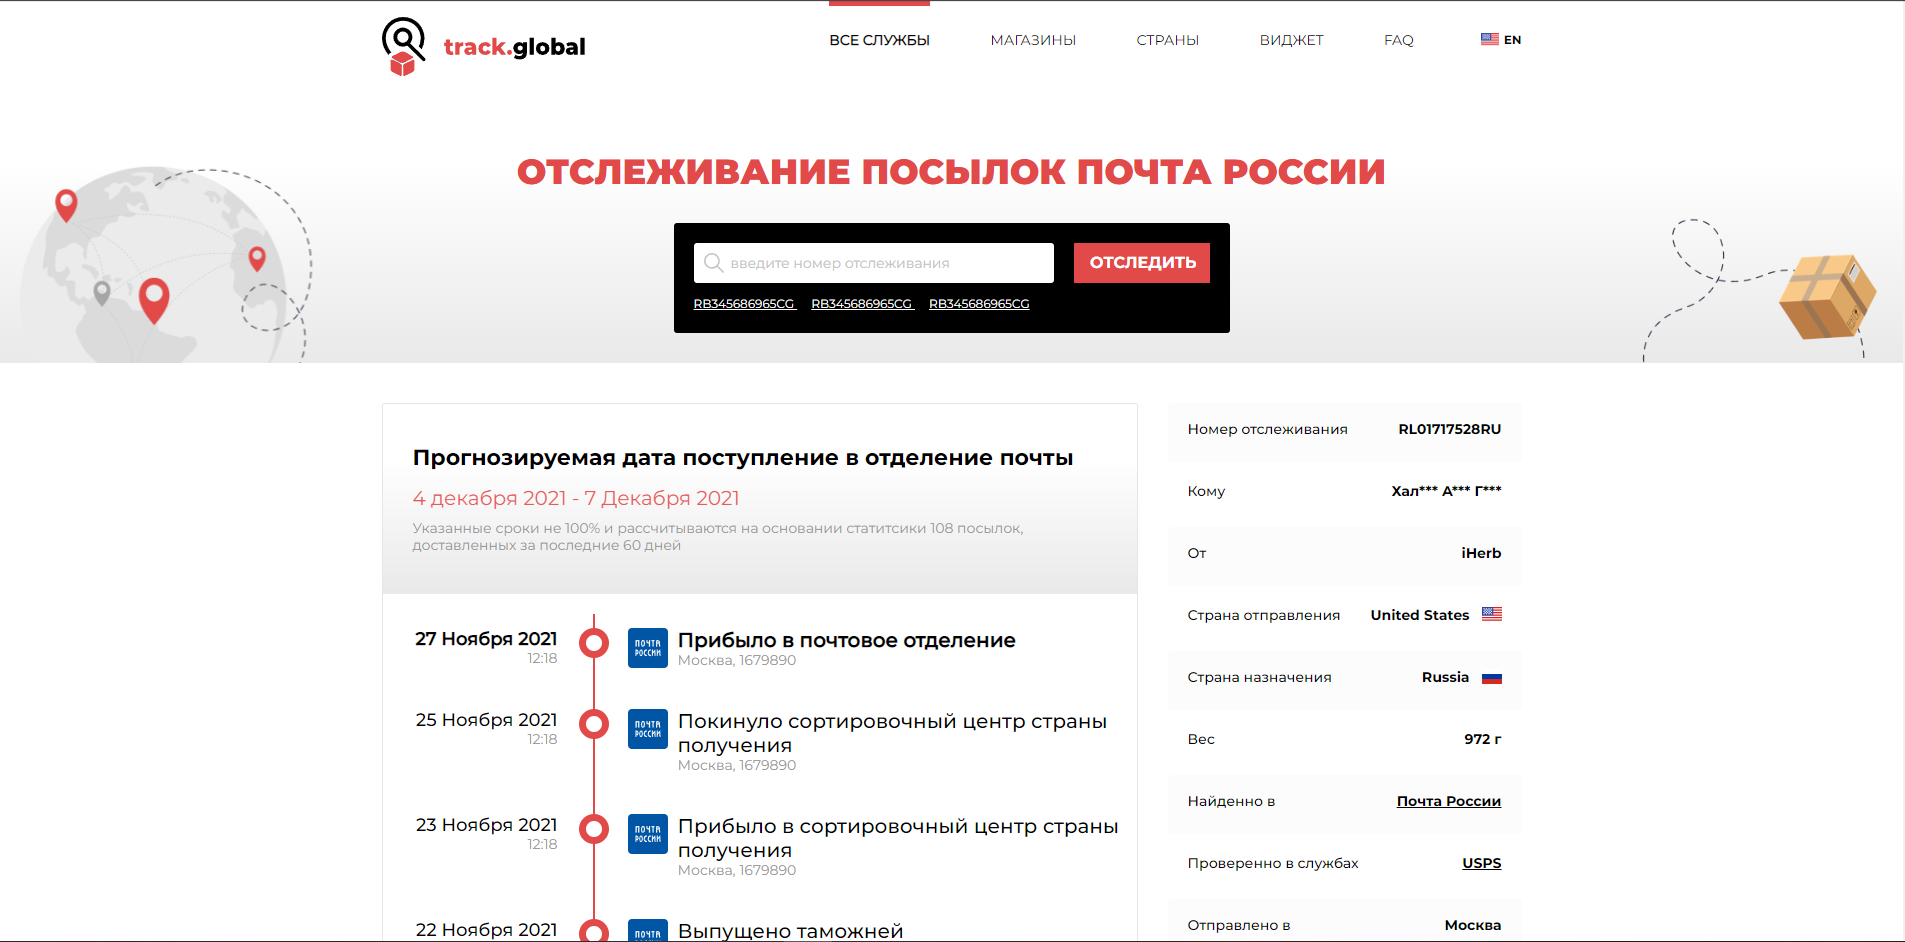 track.global
ВСЕ СЛУЖБЫ
МАГАЗИНЫ
СТРАНЫ
ВИДЖЕТ
FAQ
EN
ОТСЛЕЖИВАНИЕ ПОСЫЛОК ПОЧТА РОССИИ
введите номер отслеживания
ОТСЛЕДИТЬ
RB345686965CG RB345686965CG RB345686965CG
Прогнозируемая дата поступление в отделение почты
4 декабря 2021 - 7 Декабря 2021
Указанные сроки не 100% и рассчитываются на основании статитсики 108 посылок,
доставленных за последние 60 дней
27 Ноября 2021
12:18
ПОЧТА
РОССИИ
Прибыло в почтовое отделение
Москва, 1679890
25 Ноября 2021
12:18
ПОЧТА
РОССИИ
Покинуло сортировочный центр страны
получения
Москва, 1679890
23 Ноября 2021
12:18
ПОЧТА
РОССИИ
Прибыло в сортировочный центр страны
получения
Москва, 1679890
22 Ноября 2021
ПОЧТА
Выпущено таможней
Номер отслеживания RL01717528RU
Кому Хал*** А*** Г***
От iHerb
Страна отправления United States
Страна назначения Russia
Вес 972 г
Найденно в Почта России
Проверенно в службах USPS
Отправлено в Москва